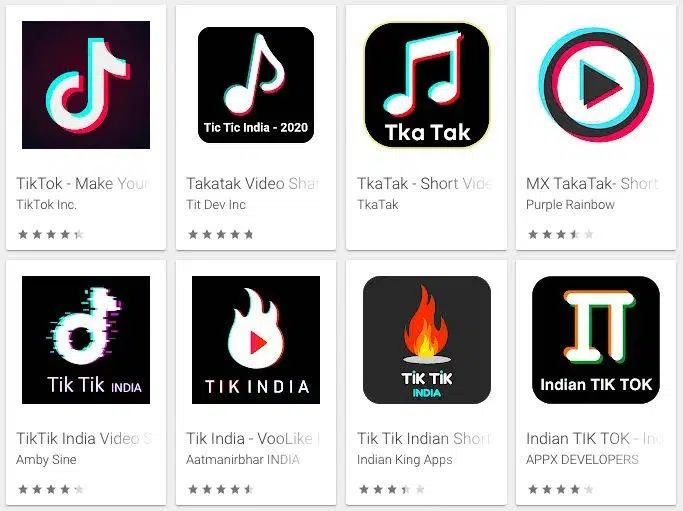 TikTok - Make Your
TikTok Inc.
Tic Tic India - 2020
Takatak Video Shar
Tit Dev Inc
Tka Tak
TkaTak - Short Vide
TkaTak
MX TakaTak- Short
Purple Rainbow
Tik Tik INDIA
TikTik India Video S
Amby Sine
TIK INDIA
Tik India - VooLike
Aatmanirbhar INDIA
TiK TiK
INDIA
Tik Tik Indian Short
Indian King Apps
Indian TIK TOK
Indian TIK TOK - Ind
APPX DEVELOPERS